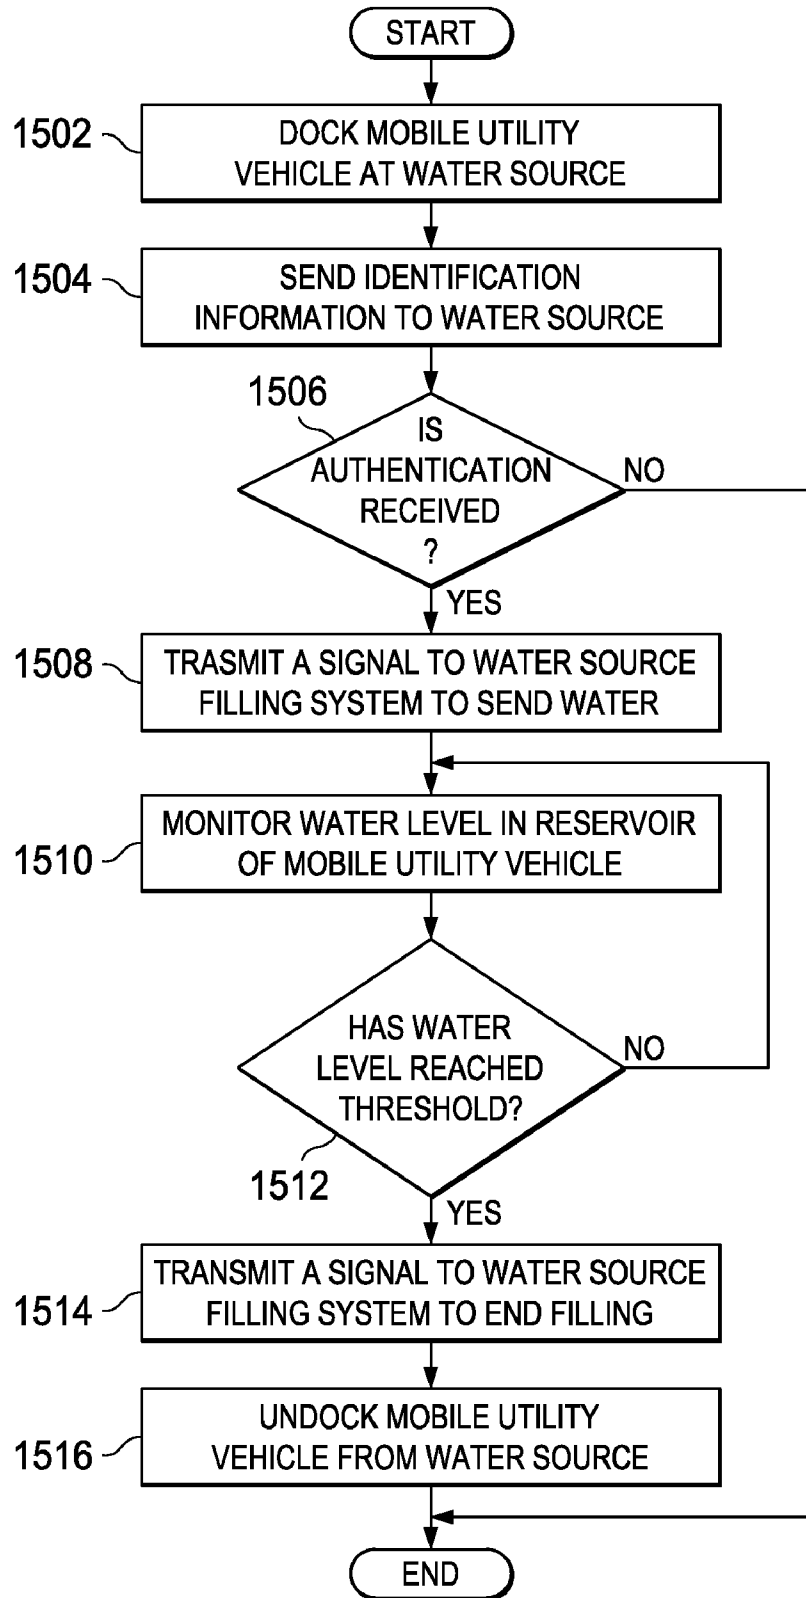 START
1502
DOCK MOBILE UTILITY
VEHICLE AT WATER SOURCE
1504
SEND IDENTIFICATION
INFORMATION TO WATER SOURCE
1506
IS
AUTHENTICATION
RECEIVED
?
NO
YES
1508
TRASMIT A SIGNAL TO WATER SOURCE
FILLING SYSTEM TO SEND WATER
1510
MONITOR WATER LEVEL IN RESERVOIR
OF MOBILE UTILITY VEHICLE
HAS WATER
LEVEL REACHED
THRESHOLD?
NO
1512
YES
1514
TRANSMIT A SIGNAL TO WATER SOURCE
FILLING SYSTEM TO END FILLING
1516
UNDOCK MOBILE UTILITY
VEHICLE FROM WATER SOURCE
END